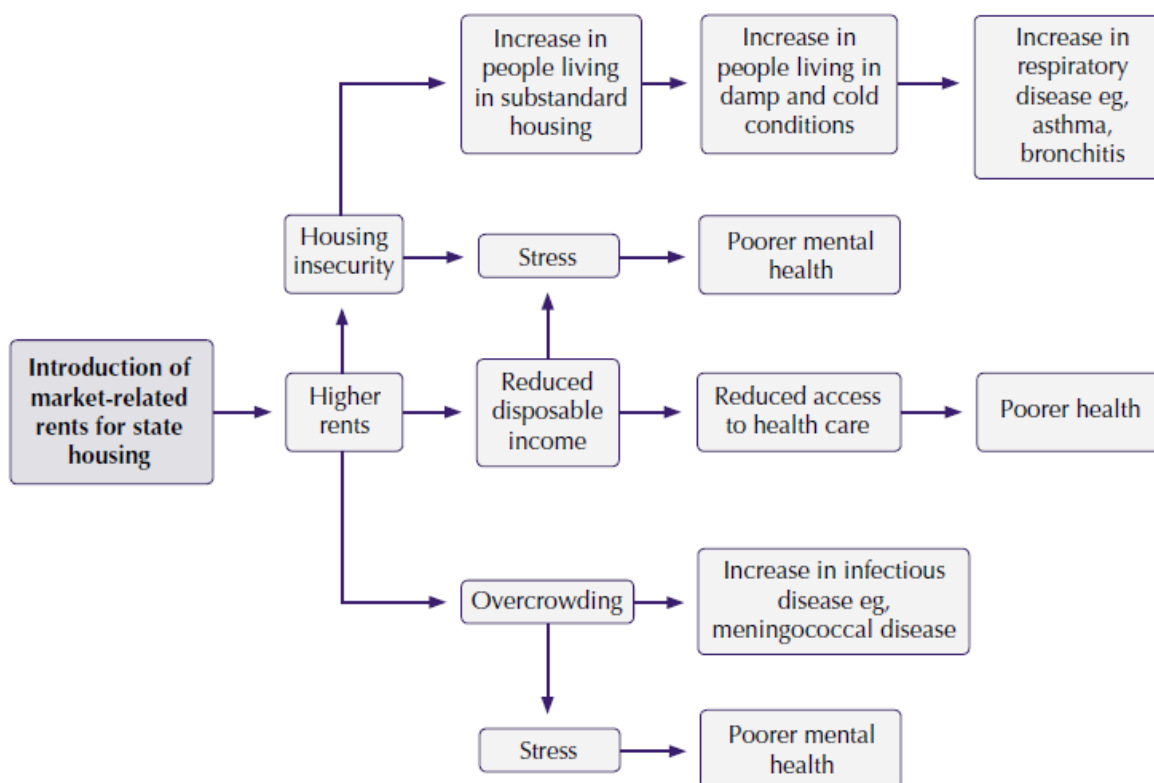 Increase in
people living
in substandard
housing
Increase in
people living in
damp and cold
conditions
Increase in
respiratory
disease eg,
asthma,
bronchitis
Housing
insecurity
Stress
Poorer mental
health
Introduction of
market-related
rents for state
housing
Higher
rents
Reduced
disposable
income
Reduced access
to health care
Poorer health
Overcrowding
Increase in infectious
disease eg,
meningococcal disease
Stress
Poorer mental
health